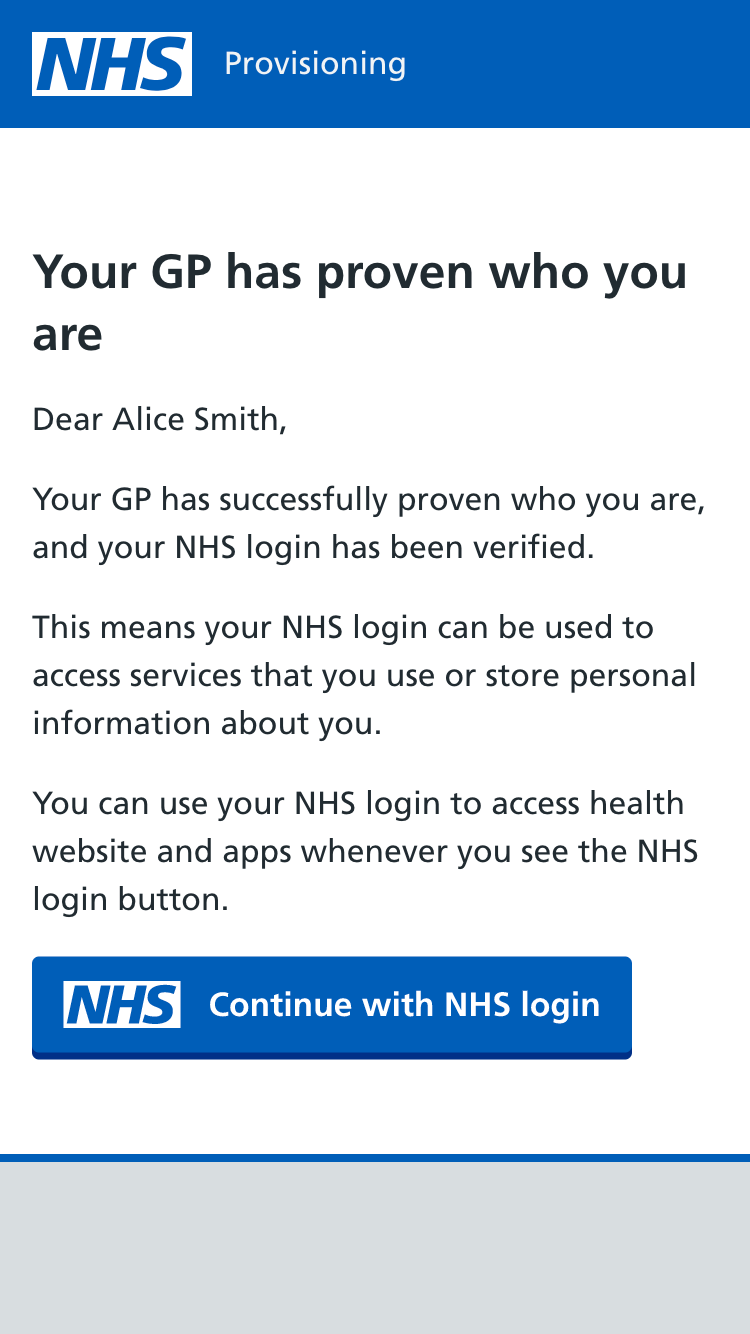 NHS Provisioning
Your GP has proven who you
are
Dear Alice Smith,
Your GP has successfully proven who you are,
and your NHS login has been verified.
This means your NHS login can be used to
access services that you use or store personal
information about you.
You can use your NHS login to access health
website and apps whenever you see the NHS
login button.
NHS Continue with NHS login